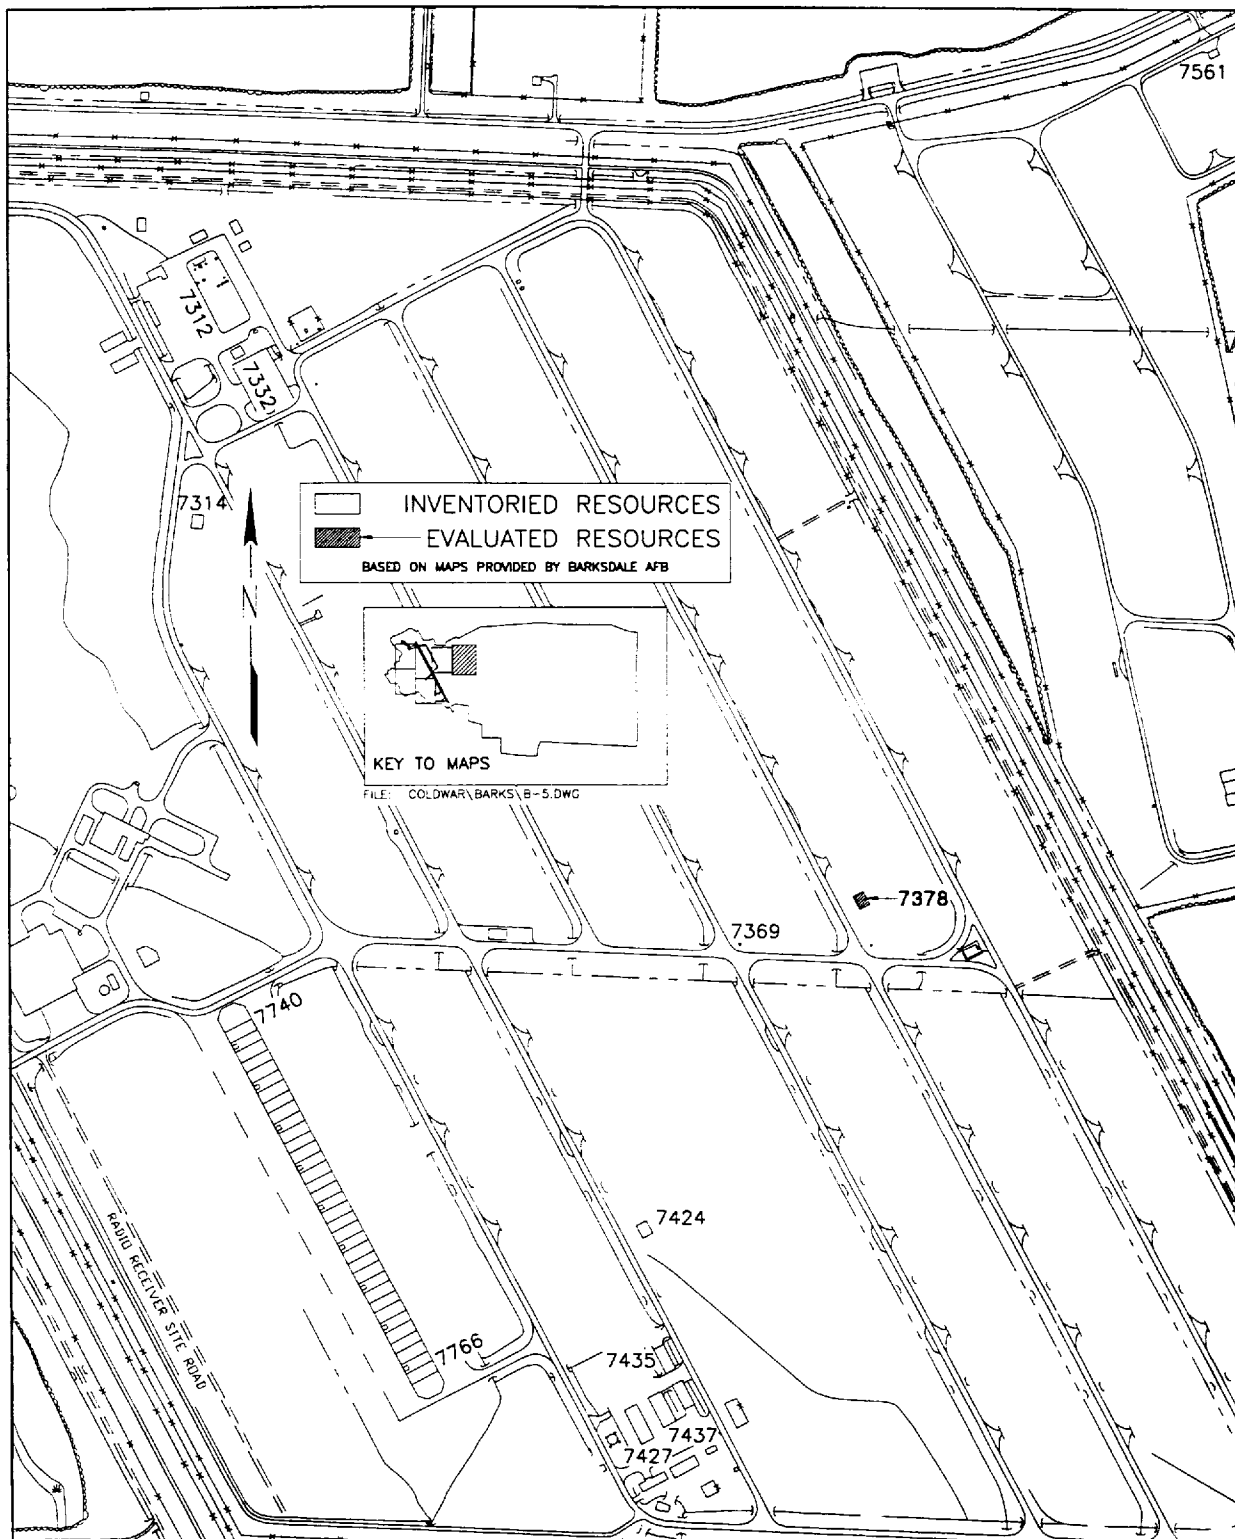 7561
7312
7332
7314
INVENTORIED RESOURCES
EVALUATED RESOURCES
BASED ON MAPS PROVIDED BY BARKSDALE AFB
N
KEY TO MAPS
FILE: COLDWAR\BARKS\B-5.DWG
7378
7369
7740
7424
RADIO RECEIVER SITE ROAD
7766
7435
7437
7427